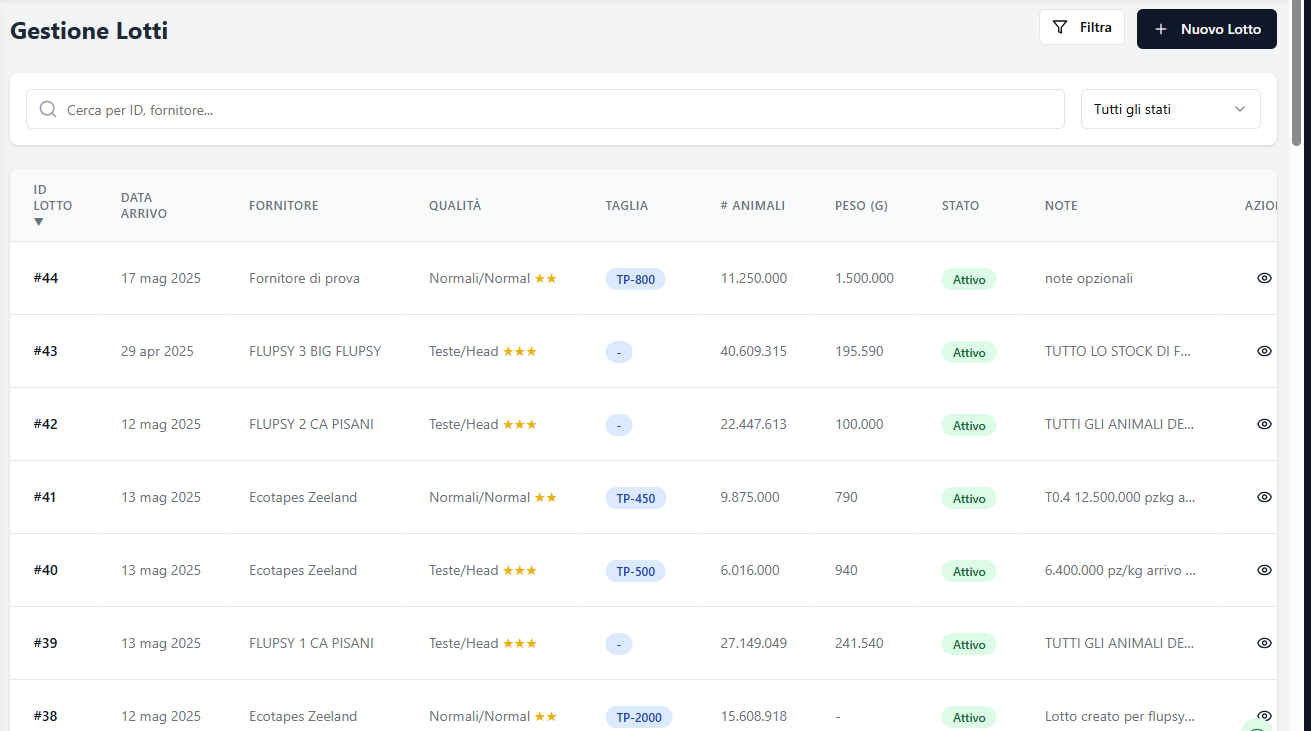 Gestione Lotti
Filtra
+ Nuovo Lotto
Cerca per ID, fornitore...
Tutti gli stati
ID LOTTO ▼ DATA ARRIVO FORNITORE QUALITÀ TAGLIA # ANIMALI PESO (G) STATO NOTE AZIO
#44 17 mag 2025 Fornitore di prova Normali/Normal ★★ TP-800 11.250.000 1.500.000 Attivo note opzionali
#43 29 apr 2025 FLUPSY 3 BIG FLUPSY Teste/Head ★★★ - 40.609.315 195.590 Attivo TUTTO LO STOCK DI F...
#42 12 mag 2025 FLUPSY 2 CA PISANI Teste/Head ★★★ - 22.447.613 100.000 Attivo TUTTI GLI ANIMALI DE...
#41 13 mag 2025 Ecotapes Zeeland Normali/Normal ★★ TP-450 9.875.000 790 Attivo T0.4 12.500.000 pzkg a...
#40 13 mag 2025 Ecotapes Zeeland Teste/Head ★★★ TP-500 6.016.000 940 Attivo 6.400.000 pz/kg arrivo ...
#39 13 mag 2025 FLUPSY 1 CA PISANI Teste/Head ★★★ - 27.149.049 241.540 Attivo TUTTI GLI ANIMALI DE...
#38 12 mag 2025 Ecotapes Zeeland Normali/Normal ★★ TP-2000 15.608.918 - Attivo Lotto creato per flupsy...